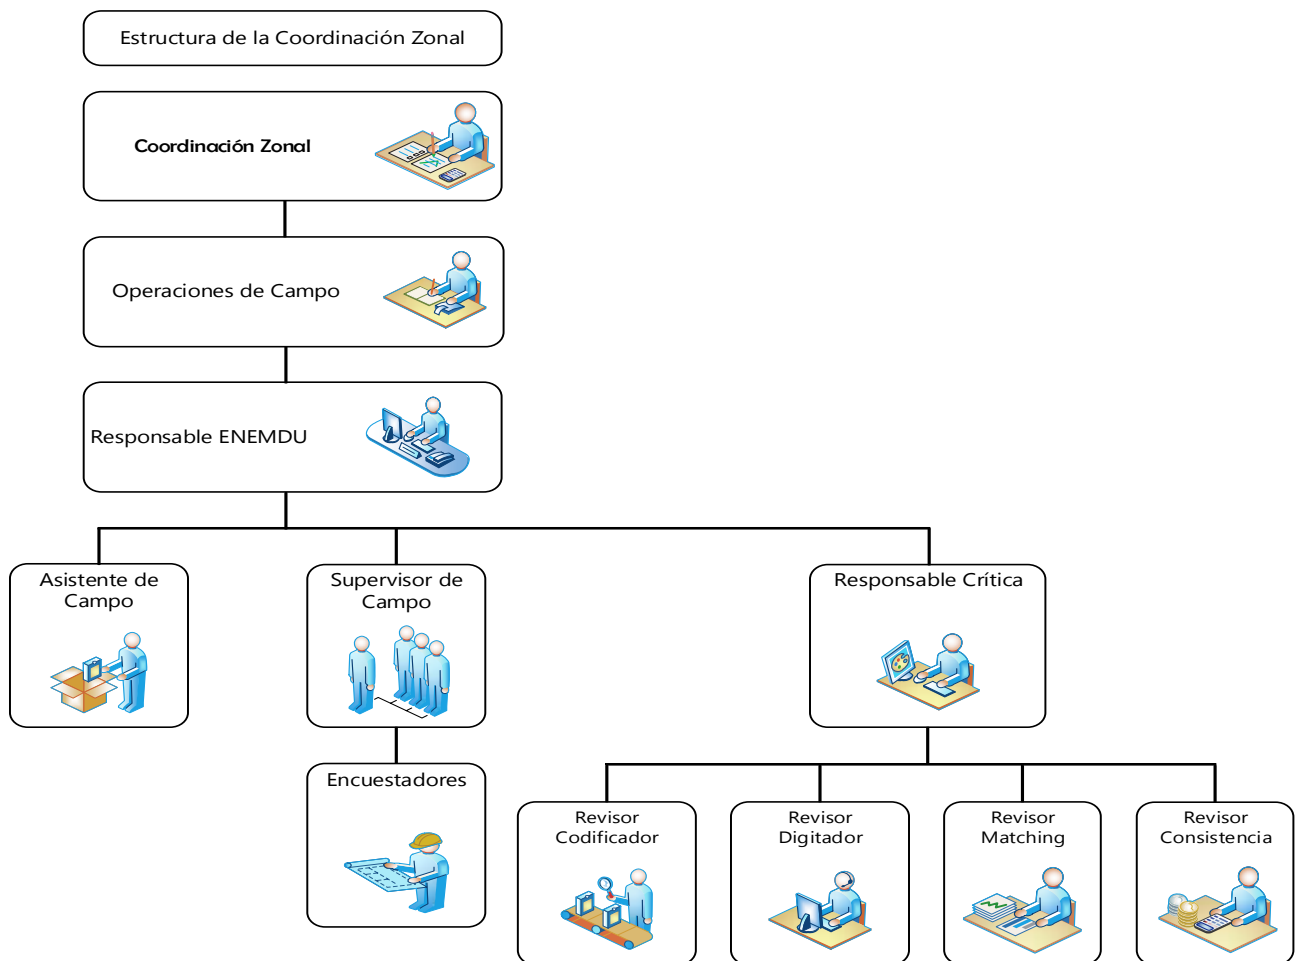 Estructura de la Coordinación Zonal
Coordinación Zonal
Operaciones de Campo
Responsable ENEMDU
Asistente de
Campo
Supervisor de
Campo
Responsable Crítica
Encuestadores
Revisor
Codificador
Revisor
Digitador
Revisor
Matching
Revisor
Consistencia